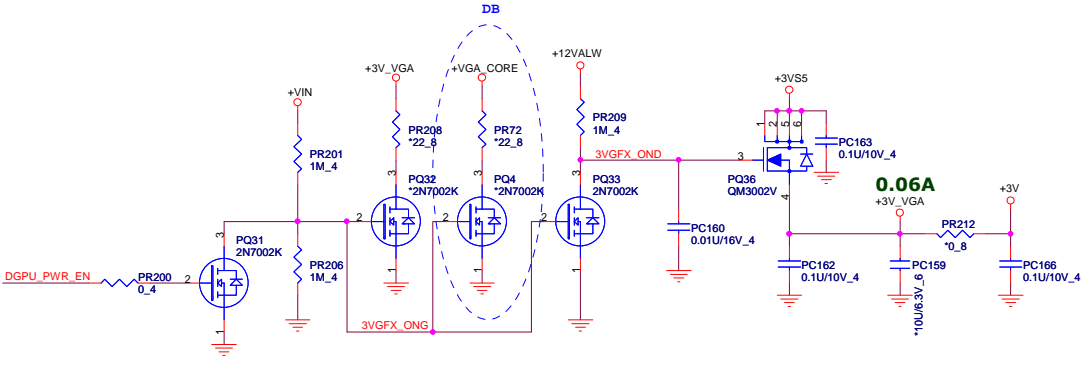 DB
+12VALW
+3V_VGA
+VGA_CORE
+3VS5
+VIN
PR208
*22_8
PR72
*22_8
PR209
1M_4
1
2
5
6
PC163
0.1U/10V_4
PR201
1M_4
3VGFX_OND
3
PQ36
QM3002V
4
3
PQ32
*2N7002K
2
1
3
PQ4
*2N7002K
2
1
3
PQ33
2N7002K
2
1
0.06A
+3V_VGA
+3V
PC160
0.01U/16V_4
PR212
*0_8
3
PQ31
2N7002K
2
1
PR206
1M_4
DGPU_PWR_EN
PR200
0_4
PC162
0.1U/10V_4
PC159
*10U/6.3V_6
PC166
0.1U/10V_4
3VGFX_ONG